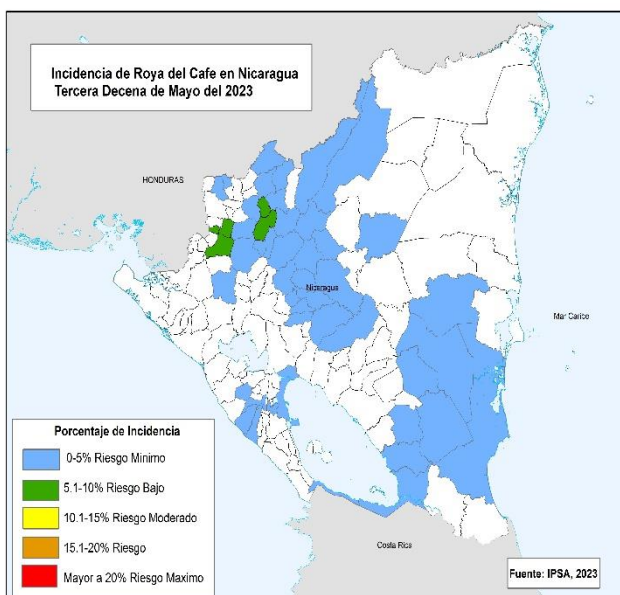 Incidencia de Roya del Cafe en Nicaragua
Tercera Decena de Mayo del 2023
HONDURAS
Nicaragua
Mar Carice
Porcentaje de Incidencia
0-5% Riesgo Minimo
5.1-10% Riesgo Bajo
10.1-15% Riesgo Moderado
15.1-20% Riesgo
Mayor a 20% Riesgo Maximo
Costa Rica
Fuente: IPSA, 2023